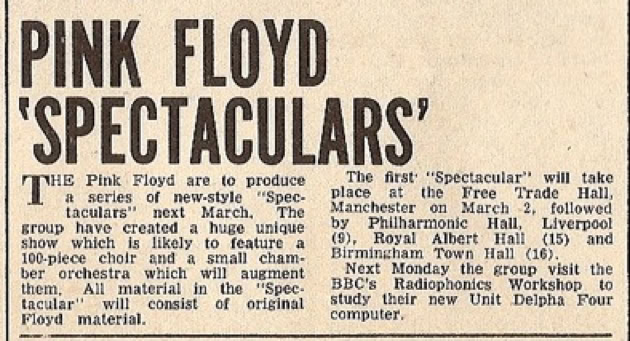 PINK FLOYD
'SPECTACULARS'
THE Pink Floyd are to produce
a series of new-style "Spec-
taculars" next March. The
group have created a huge unique
show which is likely to feature a
100-piece choir and a small cham-
ber orchestra which will augment
them. All material in the "Spec-
tacular" will consist of original
Floyd material.
The first "Spectacular" will take
place at the Free Trade Hall,
Manchester on March 2, followed
by Philharmonic Hall, Liverpool
(9), Royal Albert Hall (15) and
Birmingham Town Hall (16).
Next Monday the group visit the
BBC's Radiophonics Workshop to
study their new Unit Delpha Four
computer.